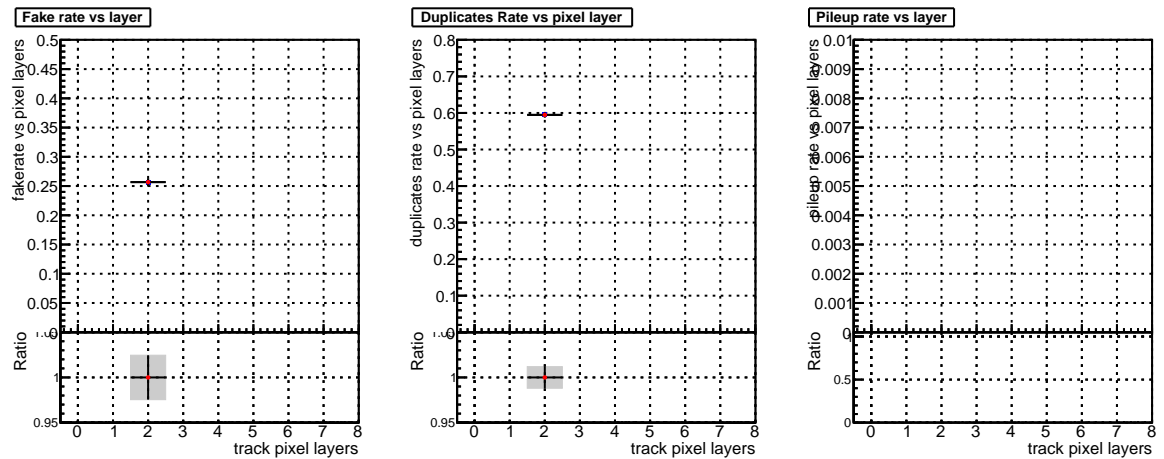 Fake rate vs layer
fakerate vs pixel layers
0.5
0.45
0.4
0.35
0.3
0.25
0.2
0.15
0.1
0.05
0
Ratio
1
0.95
0 1 2 3 4 5 6 7 8
track pixel layers
Duplicates Rate vs pixel layer
duplicates rate vs pixel layers
0.8
0.7
0.6
0.5
0.4
0.3
0.2
0.1
0
Ratio
1
0.95
0 1 2 3 4 5 6 7 8
track pixel layers
Pileup rate vs layer
pileup rate vs pixel layers
0.01
0.009
0.008
0.007
0.006
0.005
0.004
0.003
0.002
0.001
0
Ratio
1
0.5
0
0 1 2 3 4 5 6 7 8
track pixel layers